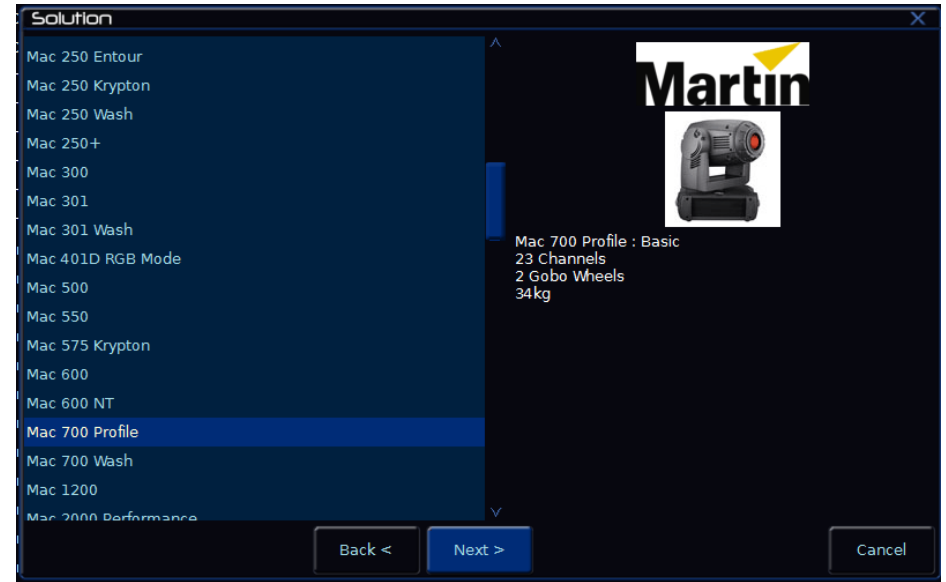 Solution
X
Mac 250 Entour
Mac 250 Krypton
Mac 250 Wash
Mac 250+
Mac 300
Mac 301
Mac 301 Wash
Mac 401D RGB Mode
Mac 500
Mac 550
Mac 575 Krypton
Mac 600
Mac 600 NT
Mac 700 Profile
Mac 700 Wash
Mac 1200
Mac 2000 Performance
Martin
Mac 700 Profile : Basic
23 Channels
2 Gobo Wheels
34kg
Back <
Next >
Cancel